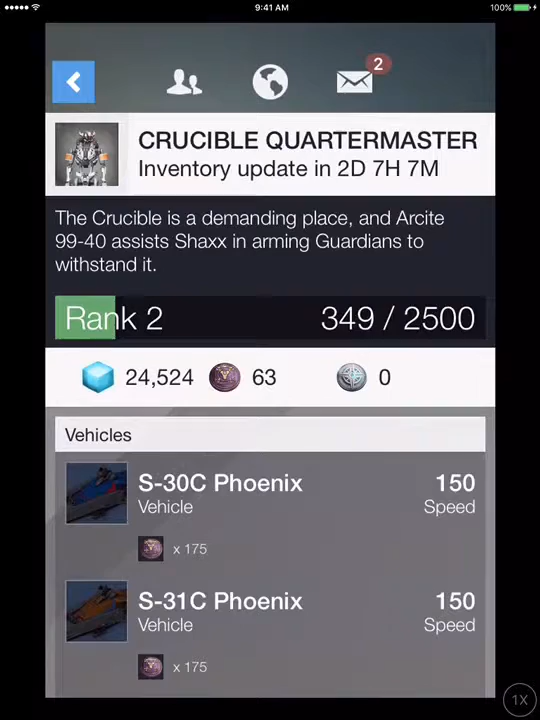 9:41 AM
100%
2
CRUCIBLE QUARTERMASTER
Inventory update in 2D 7H 7M
The Crucible is a demanding place, and Arcite
99-40 assists Shaxx in arming Guardians to
withstand it.
Rank 2 349 / 2500
24,524 63 0
Vehicles
S-30C Phoenix 150
Vehicle Speed
x 175
S-31C Phoenix 150
Vehicle Speed
x 175
1X